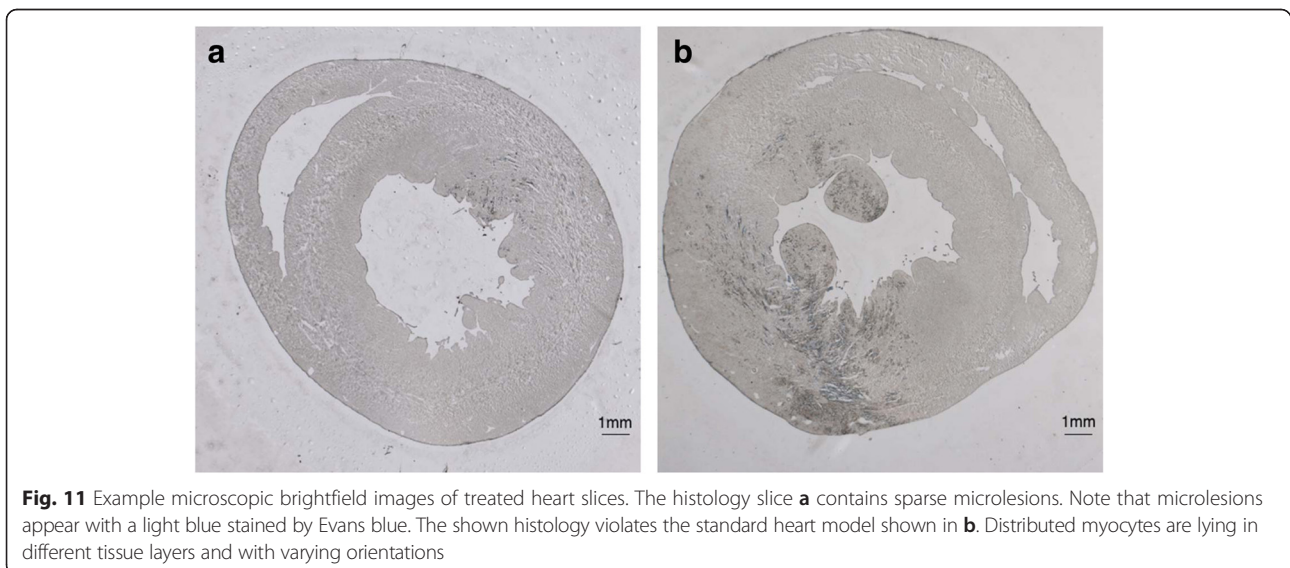 a
b
1mm
1mm
Fig. 11 Example microscopic brightfield images of treated heart slices. The histology slice a contains sparse microlesions. Note that microlesions
appear with a light blue stained by Evans blue. The shown histology violates the standard heart model shown in b. Distributed myocytes are lying in
different tissue layers and with varying orientations